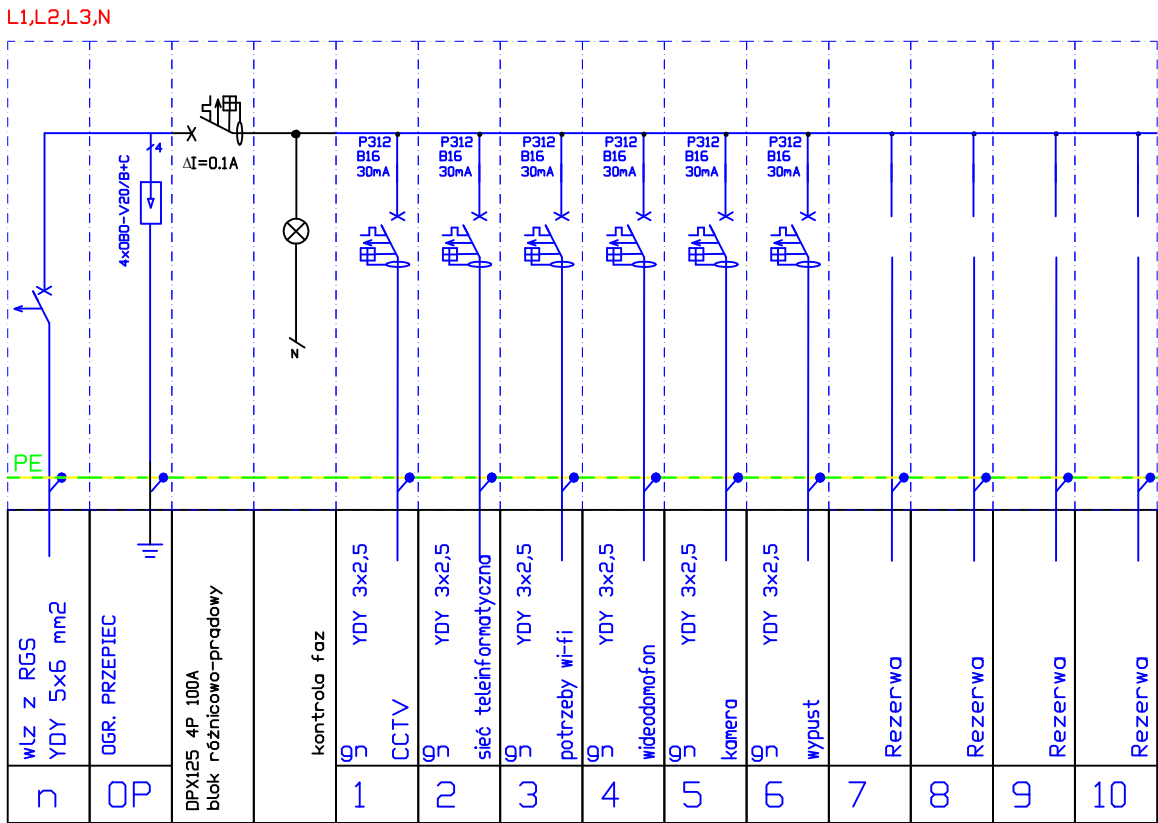 L1,L2,L3,N
4
4xOBO-V20/B+C
ΔI=0.1A
N
P312
B16
30mA
P312
B16
30mA
P312
B16
30mA
P312
B16
30mA
P312
B16
30mA
P312
B16
30mA
PE
wlz z RGS
YDY 5x6 mm2
n
OGR. PRZEPIEC
OP
DPX125 4P 100A
blok różnicowo-prądowy
kontrola faz
YDY 3x2,5
gn
CCTV
1
YDY 3x2,5
gn
sieć teleinformatyczna
2
YDY 3x2,5
gn
potrzeby wi-fi
3
YDY 3x2,5
gn
wideodomofon
4
YDY 3x2,5
gn
kamera
5
YDY 3x2,5
gn
wypust
6
Rezerwa
7
Rezerwa
8
Rezerwa
9
Rezerwa
10